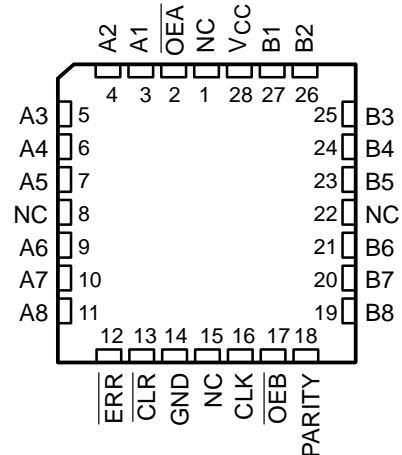 A2 A1 OEA NC VCC B1 B2
4 3 2 1 28 27 26
A3 5 25 B3
A4 6 24 B4
A5 7 23 B5
NC 8 22 NC
A6 9 21 B6
A7 10 20 B7
A8 11 19 B8
12 13 14 15 16 17 18
ERR CLR GND NC CLK OEB PARITY